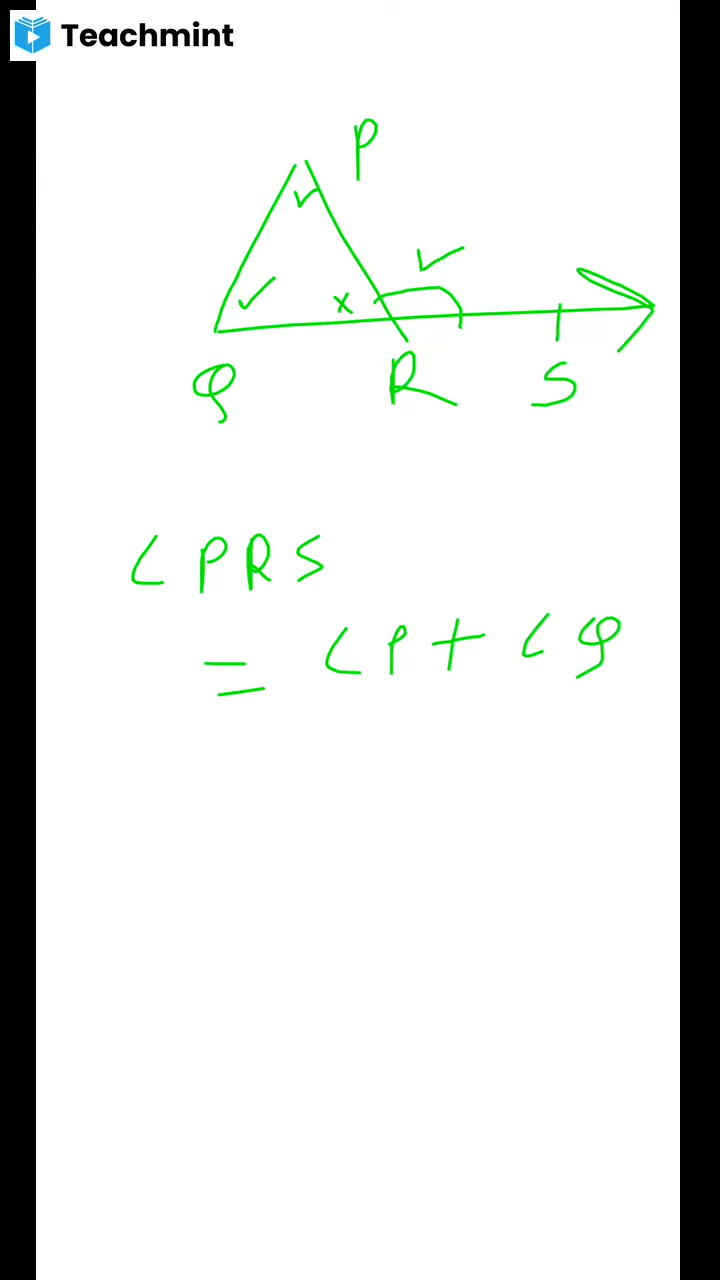 Teachmint
P
x
Q R S
∠PRS
= ∠P + ∠Q